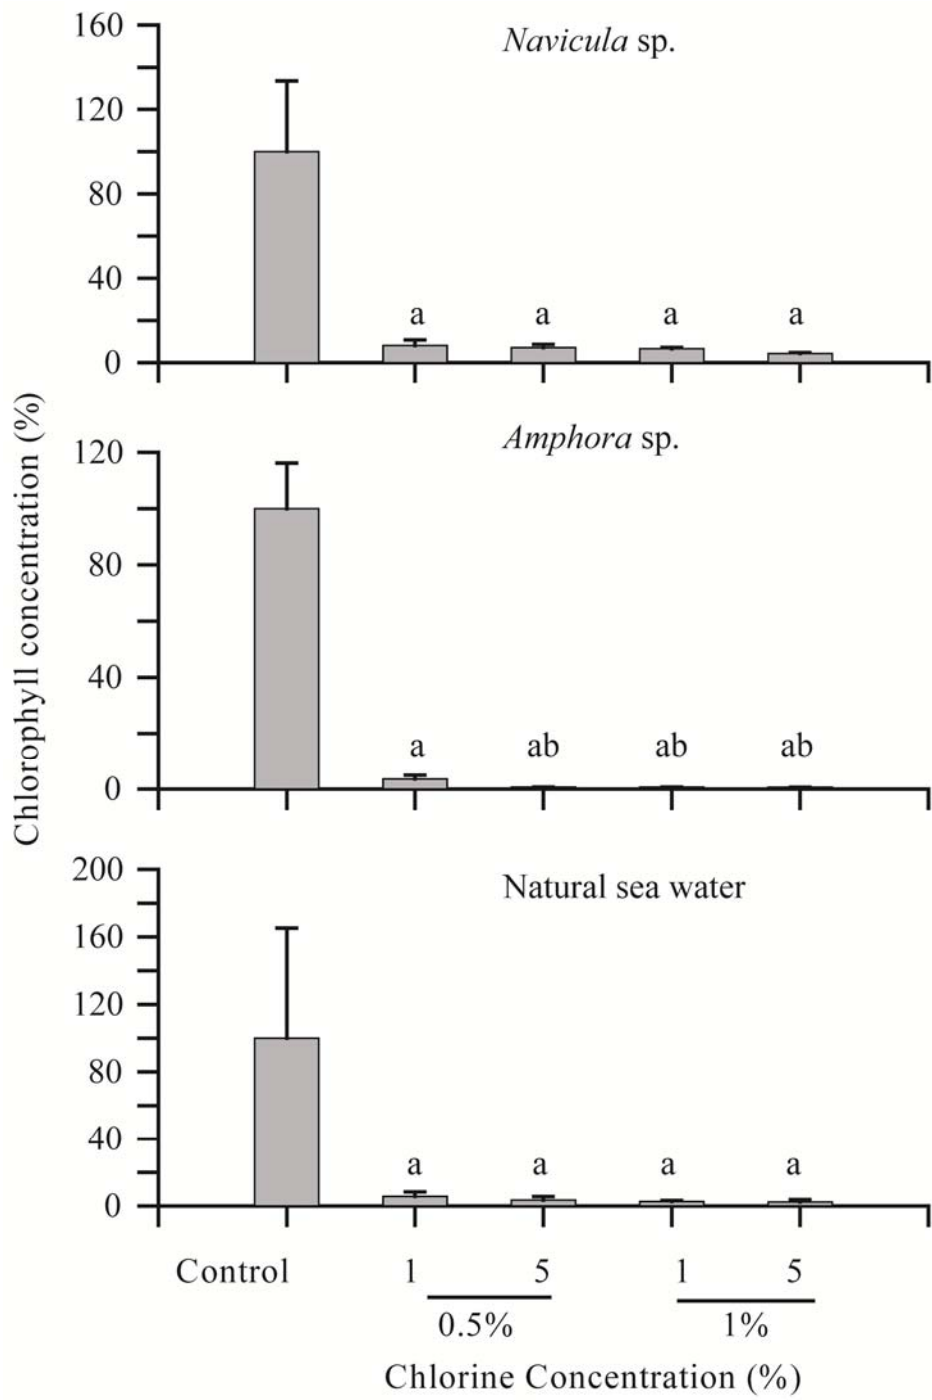 Navicula sp.
160
120
80
40
0
a a a a
Chlorophyll concentration (%)
Amphora sp.
120
80
40
0
a ab ab ab
Natural sea water
200
160
120
80
40
0
a a a a
Control 1 5 1 5
0.5% 1%
Chlorine Concentration (%)